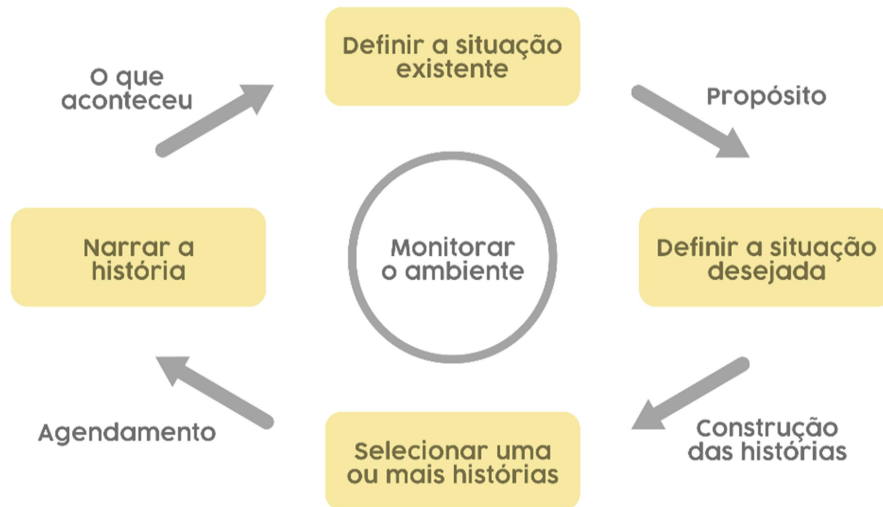 Definir a situação
existente
O que
aconteceu
Propósito
Narrar a
história
Monitorar
o ambiente
Definir a situação
desejada
Agendamento
Selecionar uma
ou mais histórias
Construção
das histórias